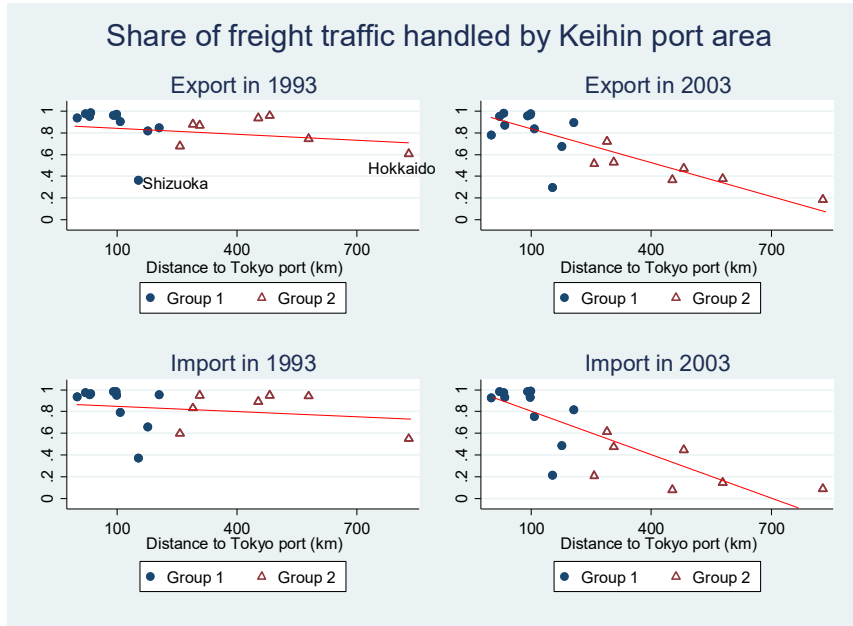 Share of freight traffic handled by Keihin port area
Export in 1993
1
.8
.6
.4
.2
0
Shizuoka
Hokkaido
100 400 700
Distance to Tokyo port (km)
Group 1 Group 2
Export in 2003
1
.8
.6
.4
.2
0
100 400 700
Distance to Tokyo port (km)
Group 1 Group 2
Import in 1993
1
.8
.6
.4
.2
0
100 400 700
Distance to Tokyo port (km)
Group 1 Group 2
Import in 2003
1
.8
.6
.4
.2
0
100 400 700
Distance to Tokyo port (km)
Group 1 Group 2